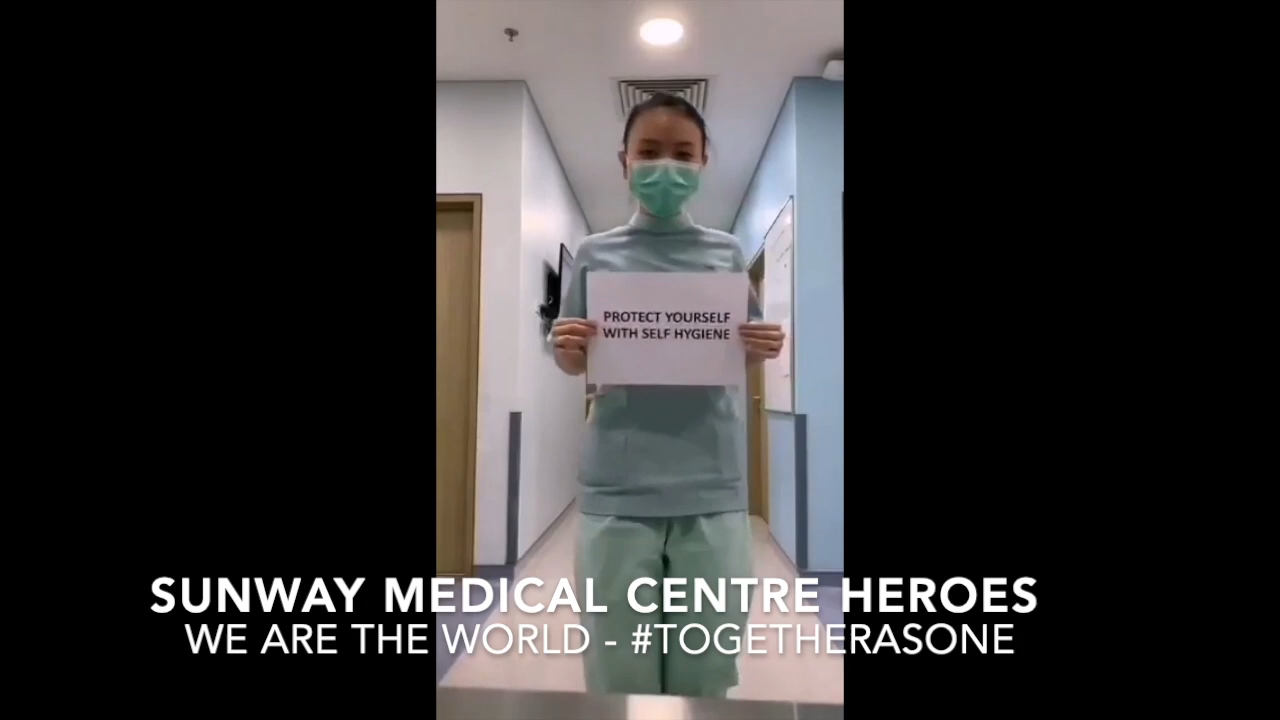 PROTECT YOURSELF
WITH SELF HYGIENE
SUNWAY MEDICAL CENTRE HEROES
WE ARE THE WORLD - #TOGETHERASONE